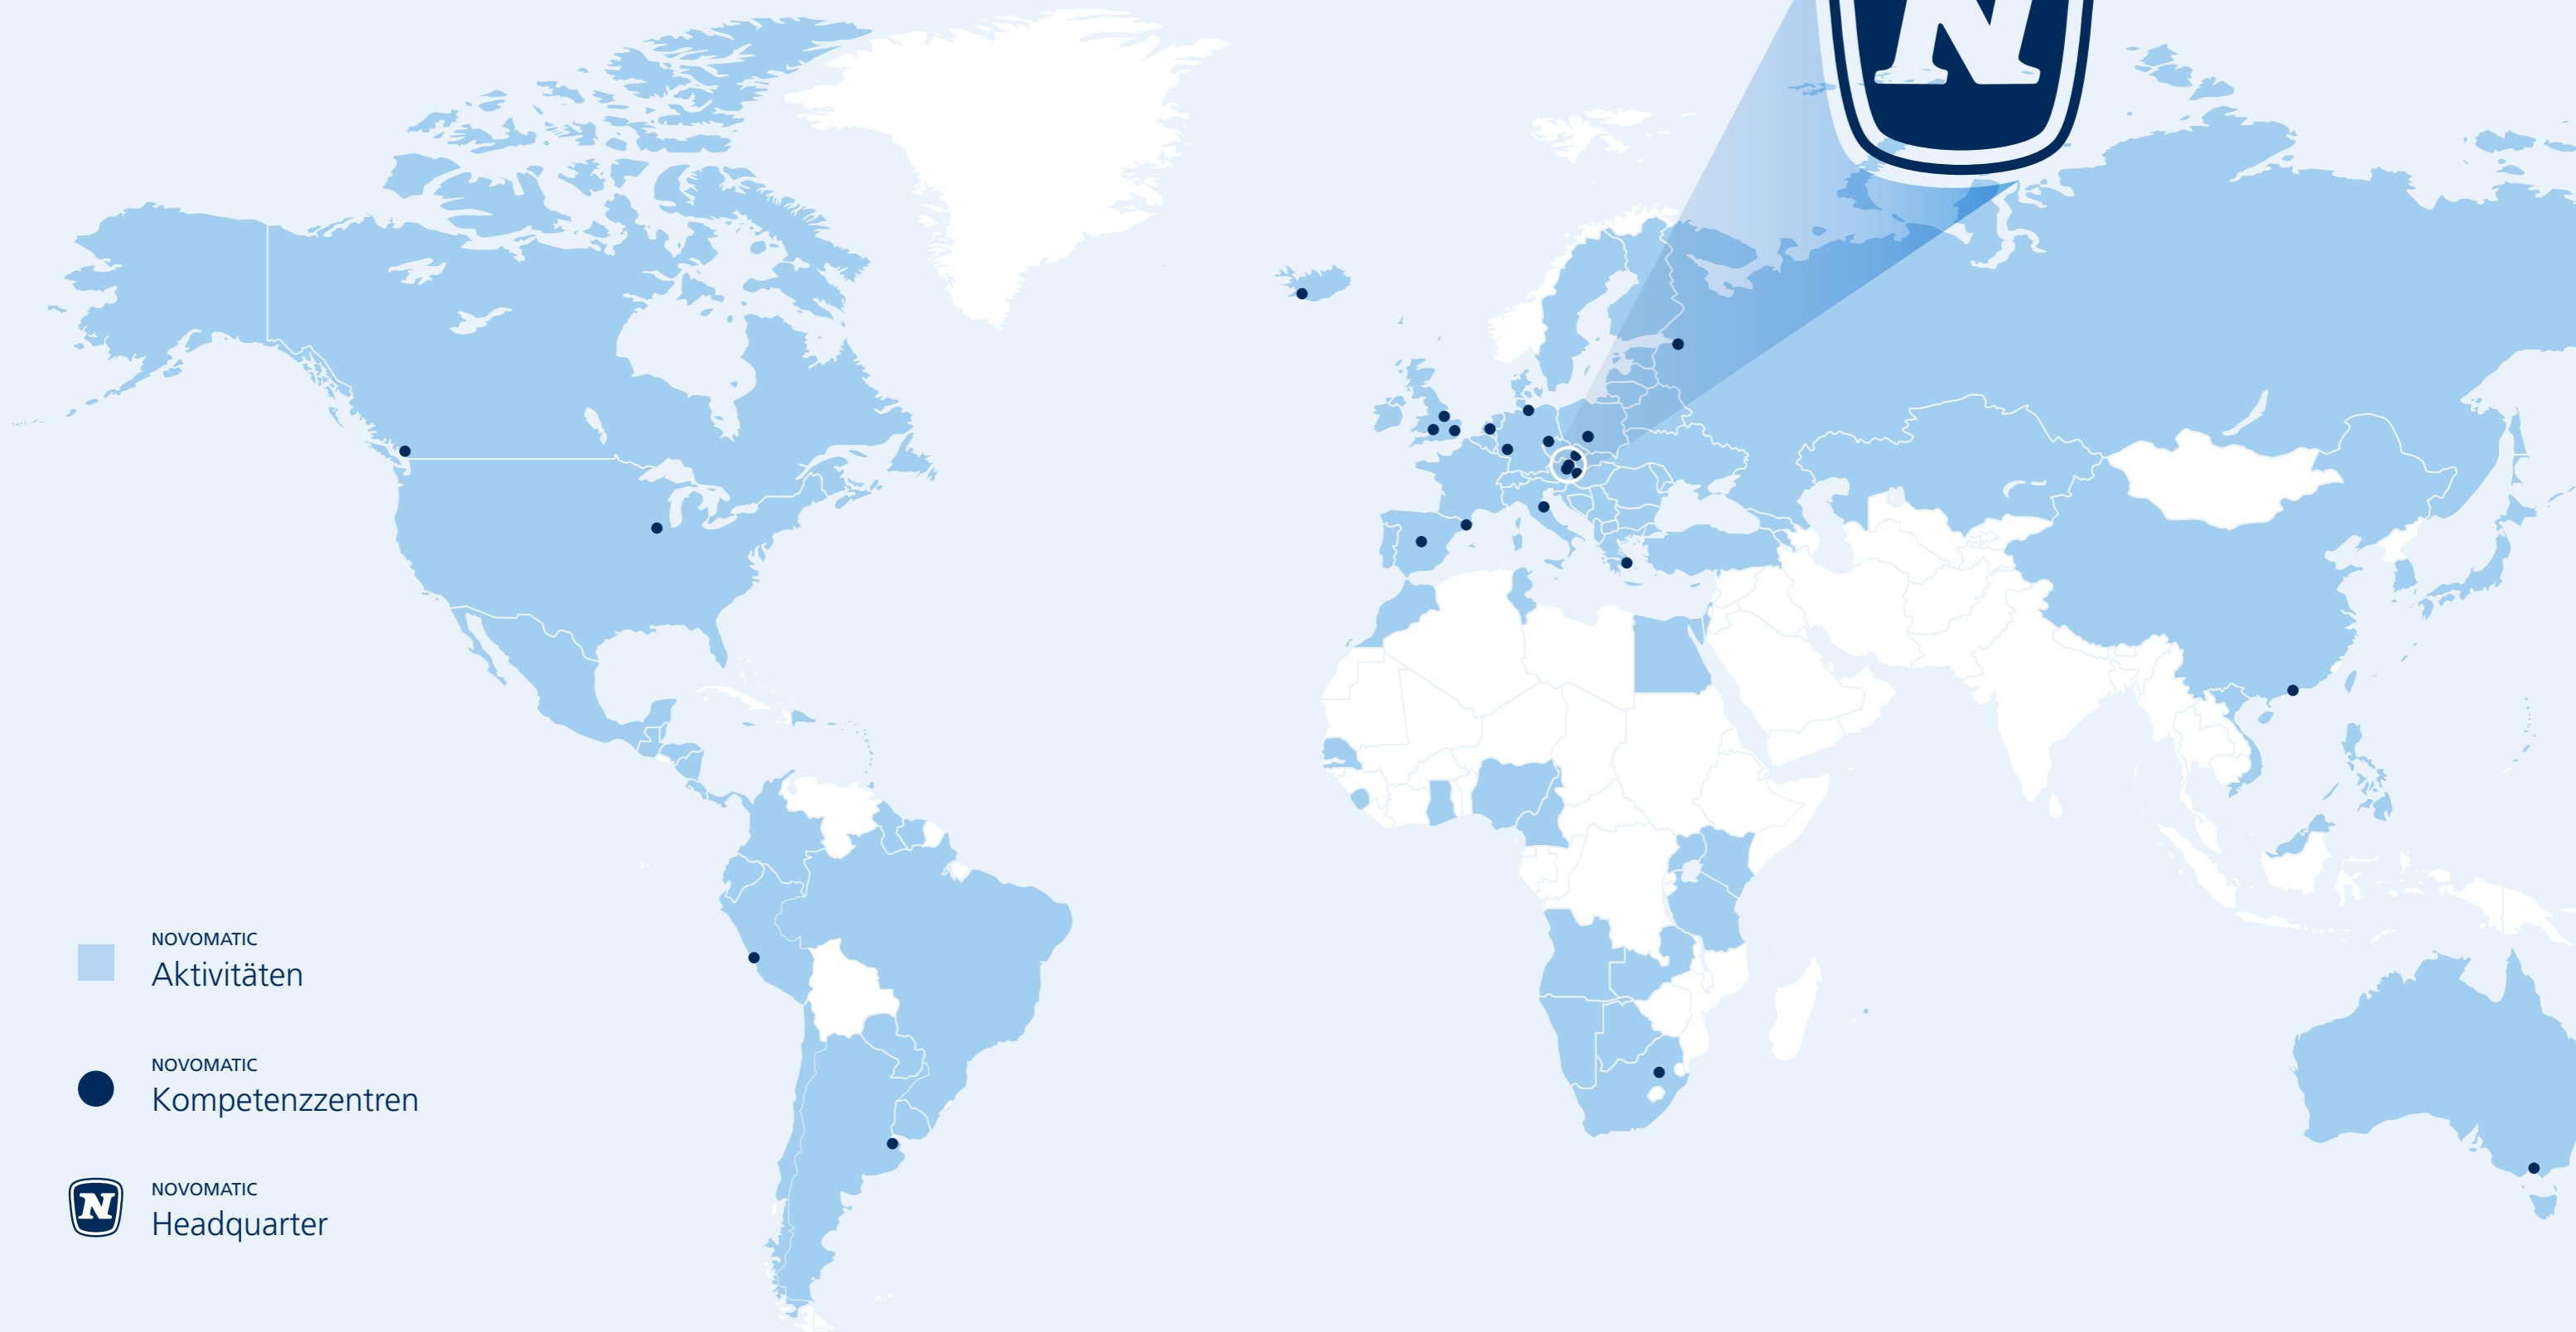 N
NOVOMATIC
Aktivitäten
NOVOMATIC
Kompetenzzentren
N
NOVOMATIC
Headquarter